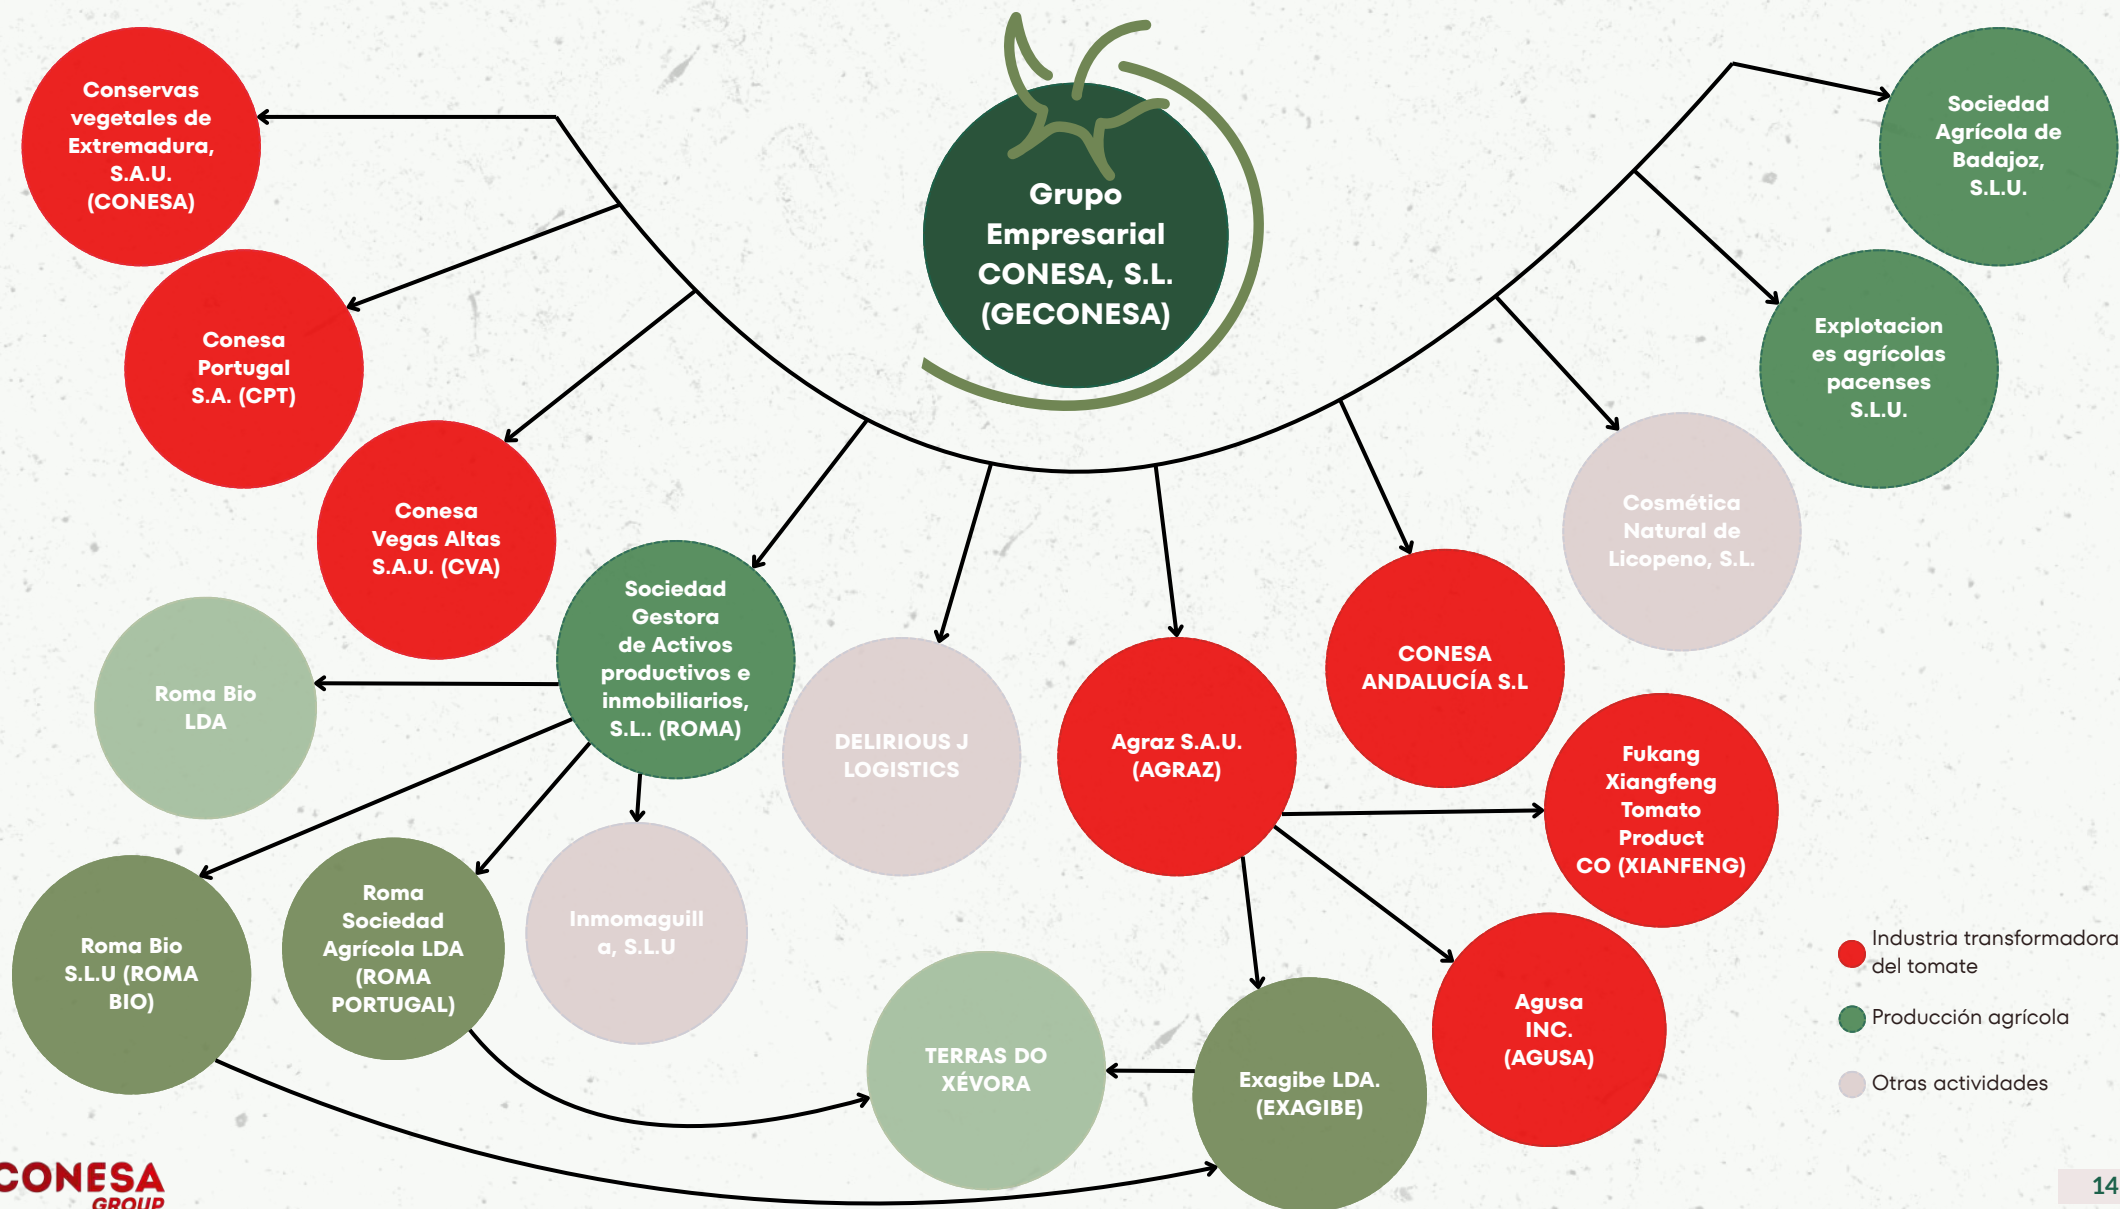 Grupo
Empresarial
CONESA, S.L.
(GECONESA)
Conservas
vegetales de
Extremadura,
S.A.U.
(CONESA)
Conesa
Portugal
S.A. (CPT)
Conesa
Vegas Altas
S.A.U. (CVA)
Sociedad
Gestora
de Activos
productivos e
inmobiliarios,
S.L.. (ROMA)
DELIRIOUS J
LOGISTICS
Agraz S.A.U.
(AGRAZ)
CONESA
ANDALUCÍA S.L
Cosmética
Natural de
Licopeno, S.L.
Explotacion
es agrícolas
pacenses
S.L.U.
Sociedad
Agrícola de
Badajoz,
S.L.U.
Roma Bio
LDA
Roma Bio
S.L.U (ROMA
BIO)
Roma
Sociedad
Agrícola LDA
(ROMA
PORTUGAL)
Inmomaguill
a, S.L.U
TERRAS DO
XÉVORA
Exagibe LDA.
(EXAGIBE)
Agusa
INC.
(AGUSA)
Fukang
Xiangfeng
Tomato
Product
CO (XIANFENG)
Industria transformadora
del tomate
Producción agrícola
Otras actividades
CONESA
GROUP
14